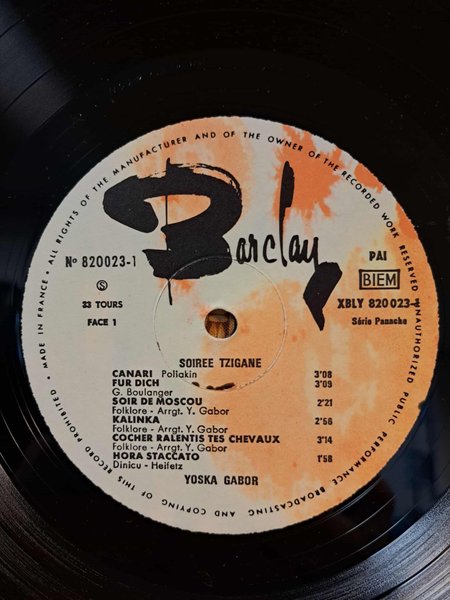 • MADE IN FRANCE • ALL RIGHTS OF THE MANUFACTURER AND OF THE OWNER OF THE RECORDED WORK RESERVED UNAUTHORIZED PUBLIC PERFORMANCE BROADCASTING AND COPYING OF THIS RECORD PROHIBITED
Barclay
Nº 820023-1
PAI
BIEM
S
XBLY 820 023-1
33 TOURS
FACE 1
Série Panache
SOIREE TZIGANE
CANARI Poliakin 3'08
FUR DICH 3'09
G. Boulanger
SOIR DE MOSCOU 2'21
Folklore - Arrgt. Y. Gabor
KALINKA 2'56
Folklore - Arrgt. Y. Gabor
COCHER RALENTIS TES CHEVAUX 3'14
Folklore - Arrgt. Y. Gabor
HORA STACCATO 1'58
Dinicu - Heifetz
YOSKA GABOR